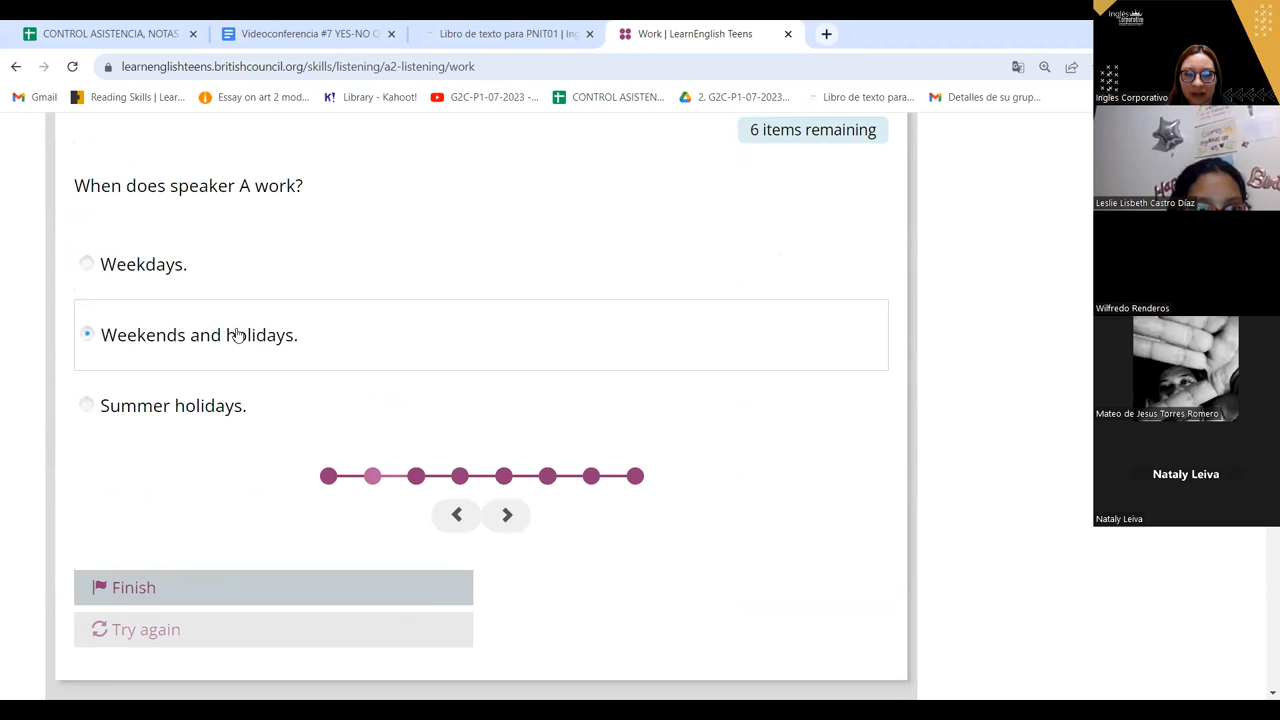 CONTROL ASISTENCIA, NOTAS
Videoconferencia #7 YES-NO Q
Libro de texto para PNIT01 | Ing
Work | LearnEnglish Teens
learnenglishteens.britishcouncil.org/skills/listening/a2-listening/work
Gmail
Reading Skills | Lear...
Essay on art 2 mod...
Library - Ka
G2C-P1-07-2023 -...
CONTROL ASISTEN...
2. G2C-P1-07-2023...
Libro de texto para...
Detalles de su grup...
6 items remaining
When does speaker A work?
Weekdays.
Weekends and holidays.
Summer holidays.
Finish
Try again
Inglés
Corporativo
Ingles Corporativo
Leslie Lisbeth Castro Díaz
Wilfredo Renderos
Mateo de Jesus Torres Romero
Nataly Leiva
Nataly Leiva